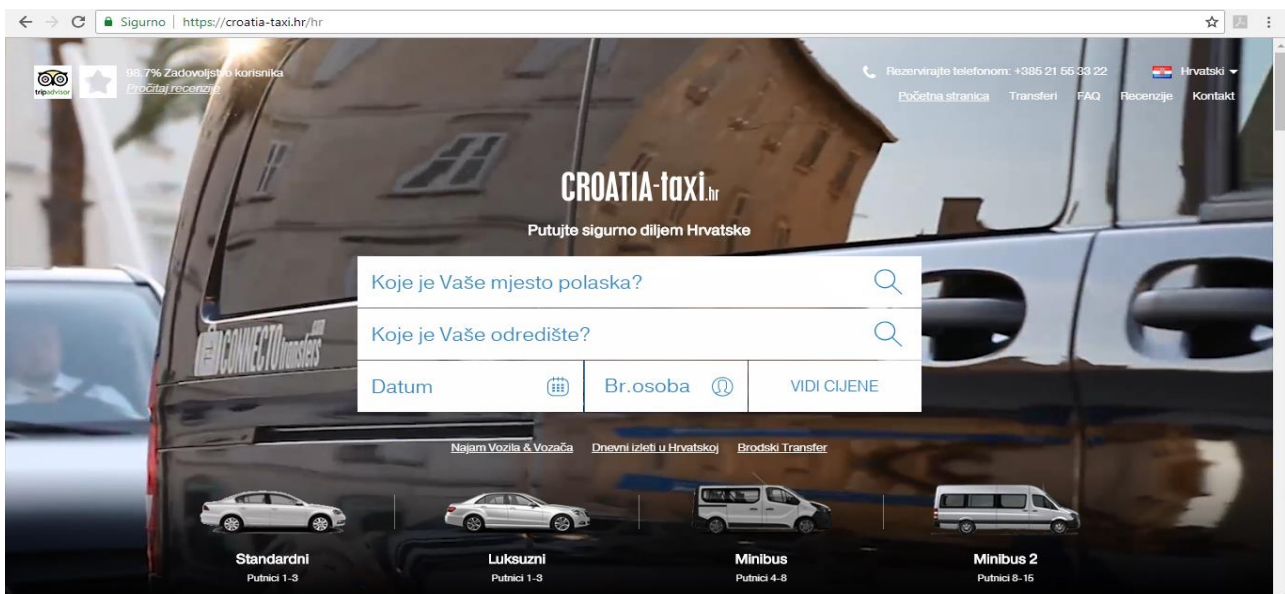 Sigurno | https://croatia-taxi.hr/hr
tripadvisor
98.7% Zadovoljstvo korisnika
Pročitaj recenzije
Rezervirajte telefonom: +385 21 55 33 22
Hrvatski
Početna stranica Transferi FAQ Recenzije Kontakt
CROATIA-taxi.hr
Putujte sigurno diljem Hrvatske
Koje je Vaše mjesto polaska?
Koje je Vaše odredište?
Datum
Br.osoba
VIDI CIJENE
CONNECTOtransfers
.com
Najam Vozila & Vozača Dnevni izleti u Hrvatskoj Brodski Transfer
Standardni
Putnici 1-3
Luksuzni
Putnici 1-3
Minibus
Putnici 4-8
Minibus 2
Putnici 8-15